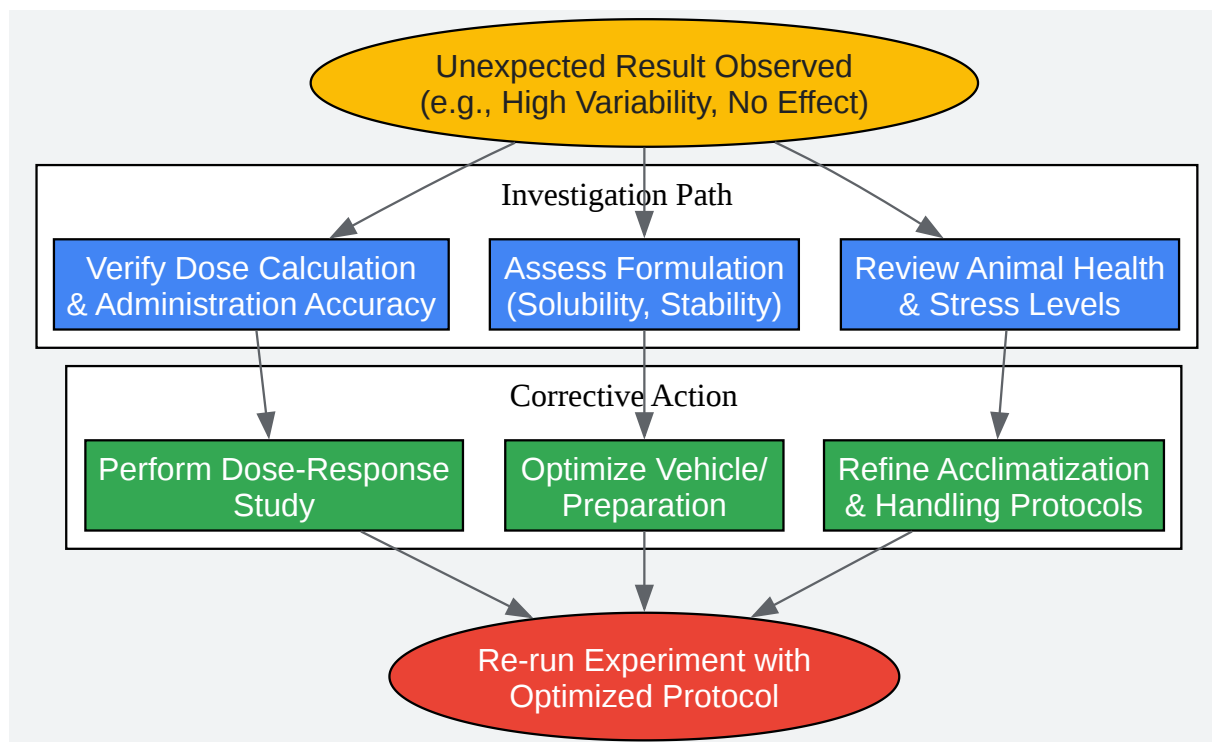 Unexpected Result Observed
(e.g., High Variability, No Effect)
Investigation Path
Verify Dose Calculation
& Administration Accuracy
Assess Formulation
(Solubility, Stability)
Review Animal Health
& Stress Levels
Corrective Action
Perform Dose-Response
Study
Optimize Vehicle/
Preparation
Refine Acclimatization
& Handling Protocols
Re-run Experiment with
Optimized Protocol